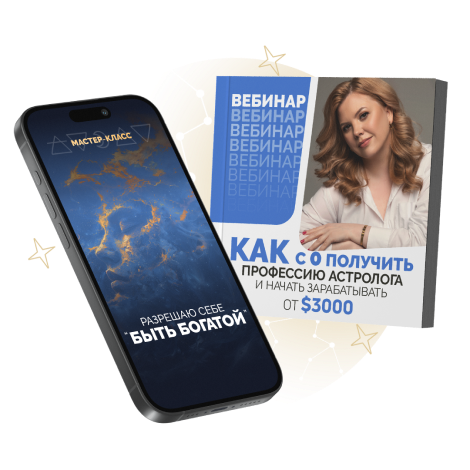 МАСТЕР-КЛАСС
РАЗРЕШАЮ СЕБЕ
"БЫТЬ БОГАТОЙ"
ВЕБИНАР
ВЕБИНАР
ВЕБИНАР
ВЕБИНАР
ВЕБИНАР
ВЕБИНАР
ВЕБИНАР
КАК С 0 ПОЛУЧИТЬ
ПРОФЕССИЮ АСТРОЛОГА
И НАЧАТЬ ЗАРАБАТЫВАТЬ
ОТ $3000